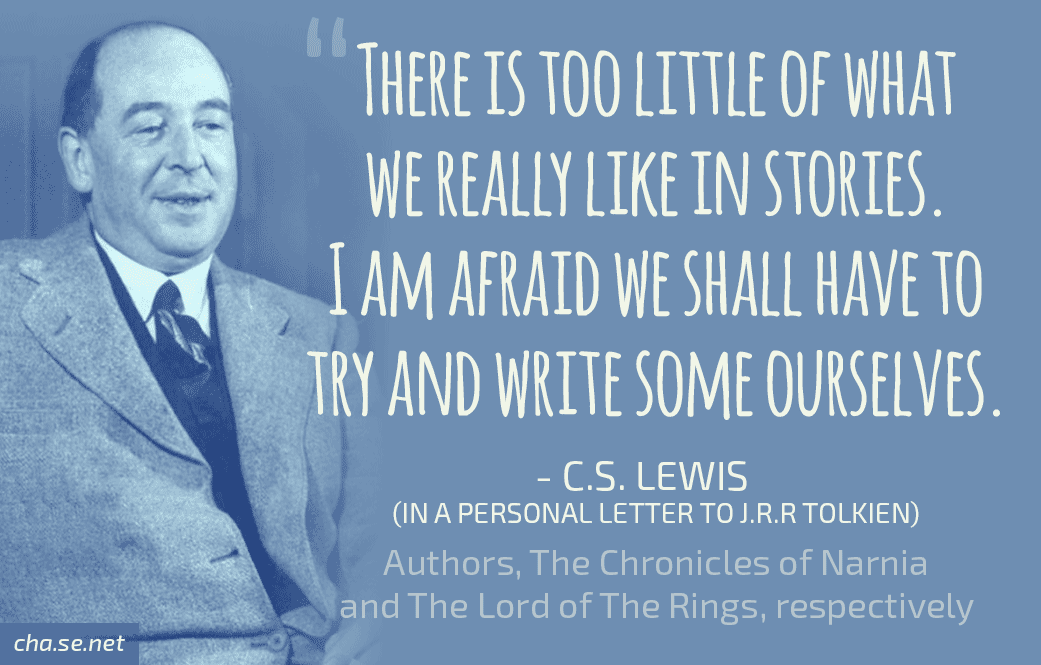 “There is too little of what
we really like in stories.
I am afraid we shall have to
try and write some ourselves.
- C.S. LEWIS
(IN A PERSONAL LETTER TO J.R.R TOLKIEN)
Authors, The Chronicles of Narnia
and The Lord of The Rings, respectively
cha.se.net